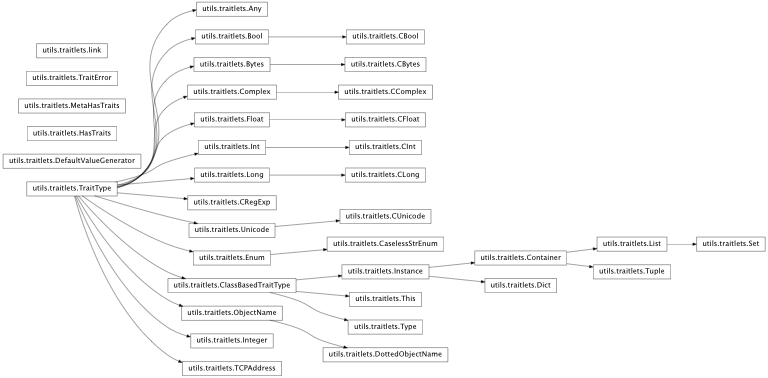 utils.traitlets.Any
utils.traitlets.Bool
utils.traitlets.CBool
utils.traitlets.link
utils.traitlets.Bytes
utils.traitlets.CBytes
utils.traitlets.TraitError
utils.traitlets.Complex
utils.traitlets.CComplex
utils.traitlets.MetaHasTraits
utils.traitlets.Float
utils.traitlets.CFloat
utils.traitlets.HasTraits
utils.traitlets.Int
utils.traitlets.CInt
utils.traitlets.DefaultValueGenerator
utils.traitlets.Long
utils.traitlets.CLong
utils.traitlets.TraitType
utils.traitlets.CRegExp
utils.traitlets.CUnicode
utils.traitlets.Unicode
utils.traitlets.CaselessStrEnum
utils.traitlets.List
utils.traitlets.Set
utils.traitlets.Enum
utils.traitlets.Container
utils.traitlets.Instance
utils.traitlets.Tuple
utils.traitlets.ClassBasedTraitType
utils.traitlets.Dict
utils.traitlets.This
utils.traitlets.ObjectName
utils.traitlets.Type
utils.traitlets.Integer
utils.traitlets.DottedObjectName
utils.traitlets.TCPAddress